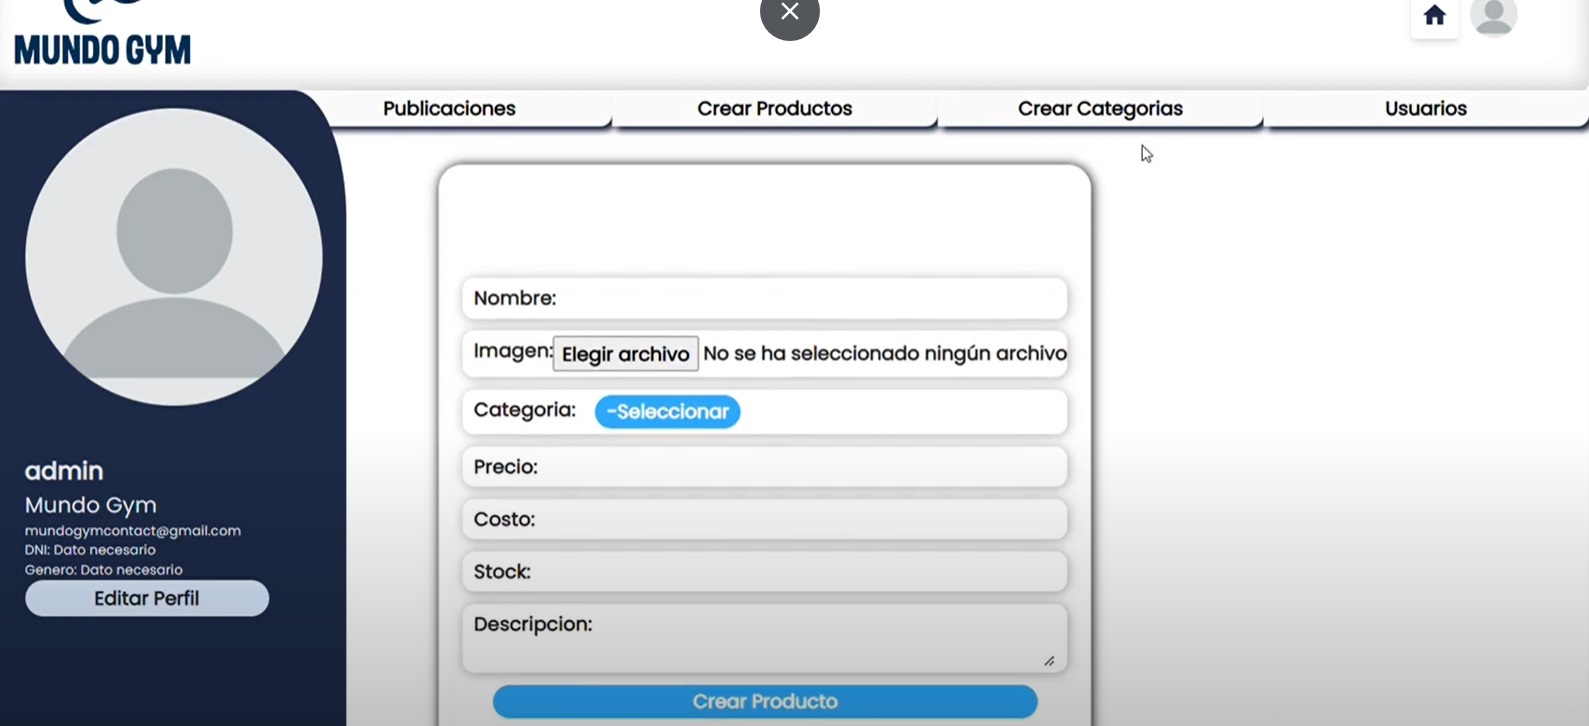 MUNDO GYM
Publicaciones
Crear Productos
Crear Categorias
Usuarios
admin
Mundo Gym
mundogymcontact@gmail.com
DNI: Dato necesario
Genero: Dato necesario
Editar Perfil
Nombre:
Imagen: Elegir archivo No se ha seleccionado ningún archivo
Categoria: -Seleccionar
Precio:
Costo:
Stock:
Descripcion:
Crear Producto